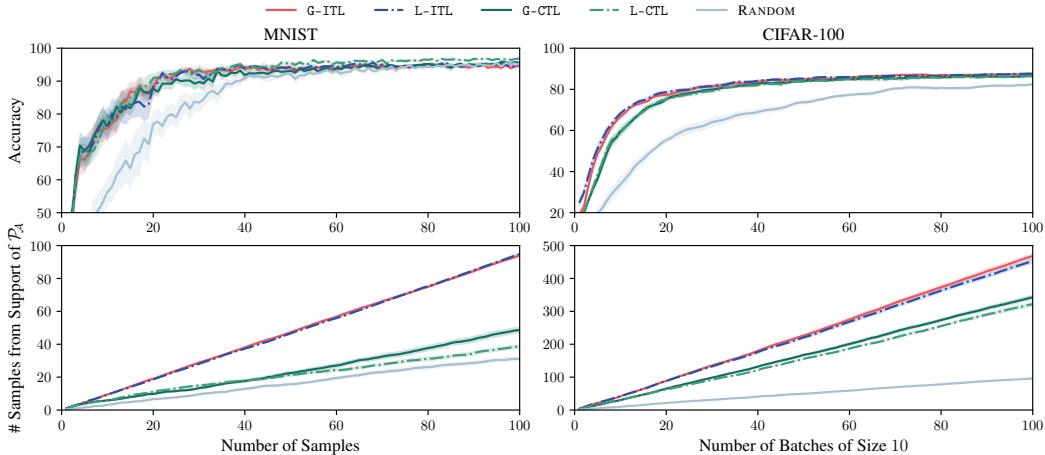 G-ITL L-ITL G-CTL L-CTL RANDOM
MNIST CIFAR-100
Accuracy
100
90
80
70
60
50
0 20 40 60 80 100
100
80
60
40
20
0 20 40 60 80 100
# Samples from Support of 𝒫_𝒜
100
80
60
40
20
0
0 20 40 60 80 100
Number of Samples
500
400
300
200
100
0
0 20 40 60 80 100
Number of Batches of Size 10